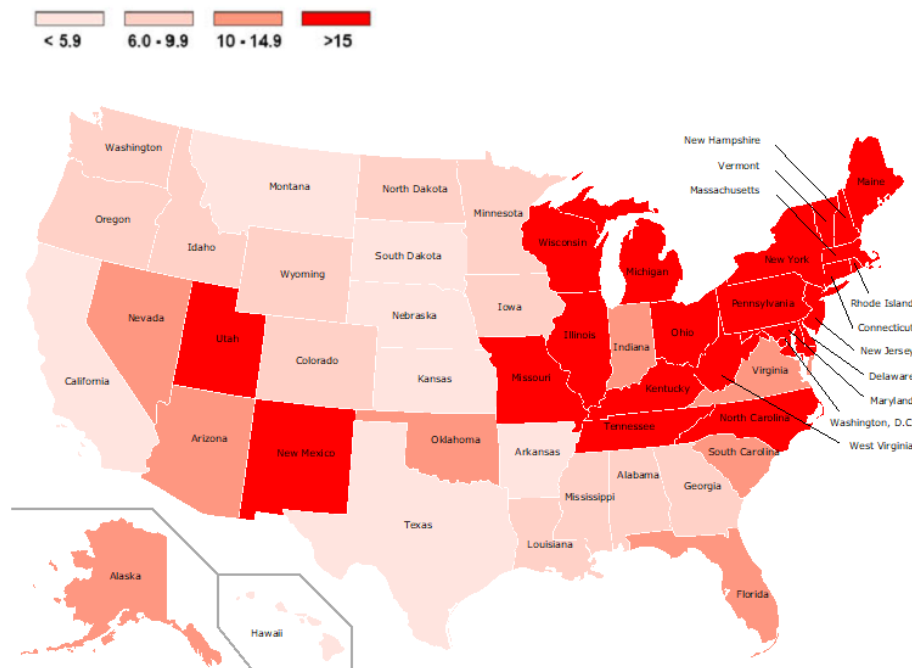 < 5.9 6.0 - 9.9 10 - 14.9 >15
New Hampshire
Washington
Vermont
Maine
Montana
North Dakota
Massachusetts
Minnesota
Oregon
Wisconsin
Idaho
South Dakota
New York
Wyoming
Michigan
Rhode Island
Pennsylvania
Iowa
Nebraska
Nevada
Connecticut
Utah
Illinois
Ohio
Indiana
New Jersey
Colorado
Virginia
Delaware
California
Kansas
Missouri
Kentucky
Maryland
North Carolina
Washington, D.C
Tennessee
Arizona
Oklahoma
West Virginia
New Mexico
Arkansas
South Carolina
Alabama
Georgia
Mississippi
Texas
Louisiana
Alaska
Florida
Hawaii